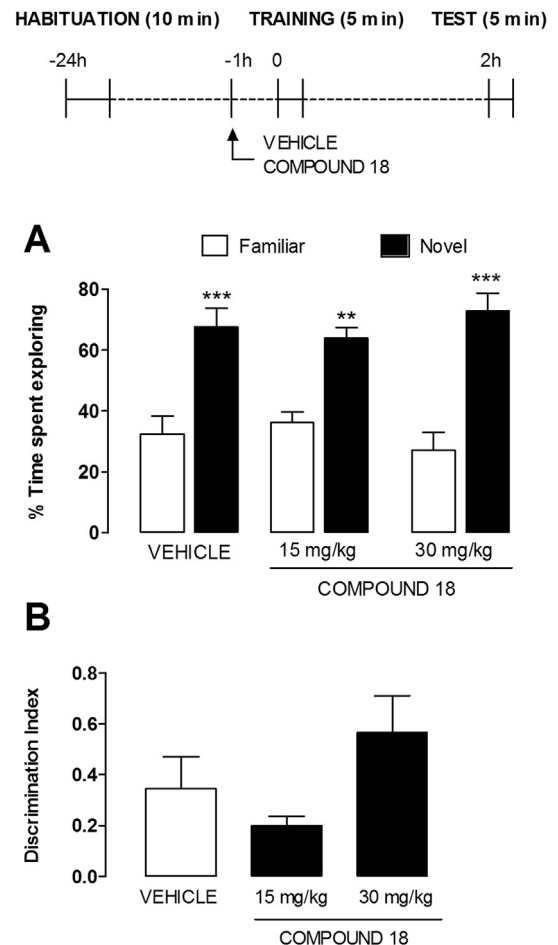 HABITUATION (10 min) TRAINING (5 min) TEST (5 min)
-24h -1h 0 2h
VEHICLE
COMPOUND 18
A
Familiar Novel
% Time spent exploring
80
60
40
20
0
*** ** ***
VEHICLE 15 mg/kg 30 mg/kg
COMPOUND 18
B
Discrimination Index
0.8
0.6
0.4
0.2
0.0
VEHICLE 15 mg/kg 30 mg/kg
COMPOUND 18